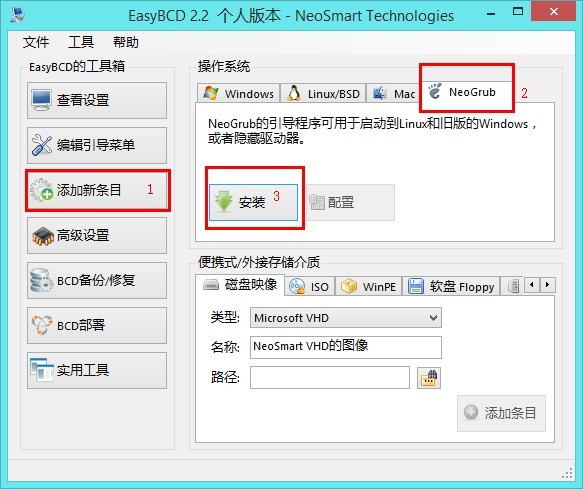 EasyBCD 2.2 个人版本 - NeoSmart Technologies
文件 工具 帮助
EasyBCD的工具箱
查看设置
编辑引导菜单
添加新条目 1
高级设置
BCD备份/修复
BCD部署
实用工具
操作系统
Windows Linux/BSD Mac NeoGrub 2
NeoGrub的引导程序可用于启动到Linux和旧版的Windows，
或者隐藏驱动器。
安装 3 配置
便携式/外接存储介质
磁盘映像 ISO WinPE 软盘 Floppy
类型: Microsoft VHD
名称: NeoSmart VHD的图像
路径:
添加条目